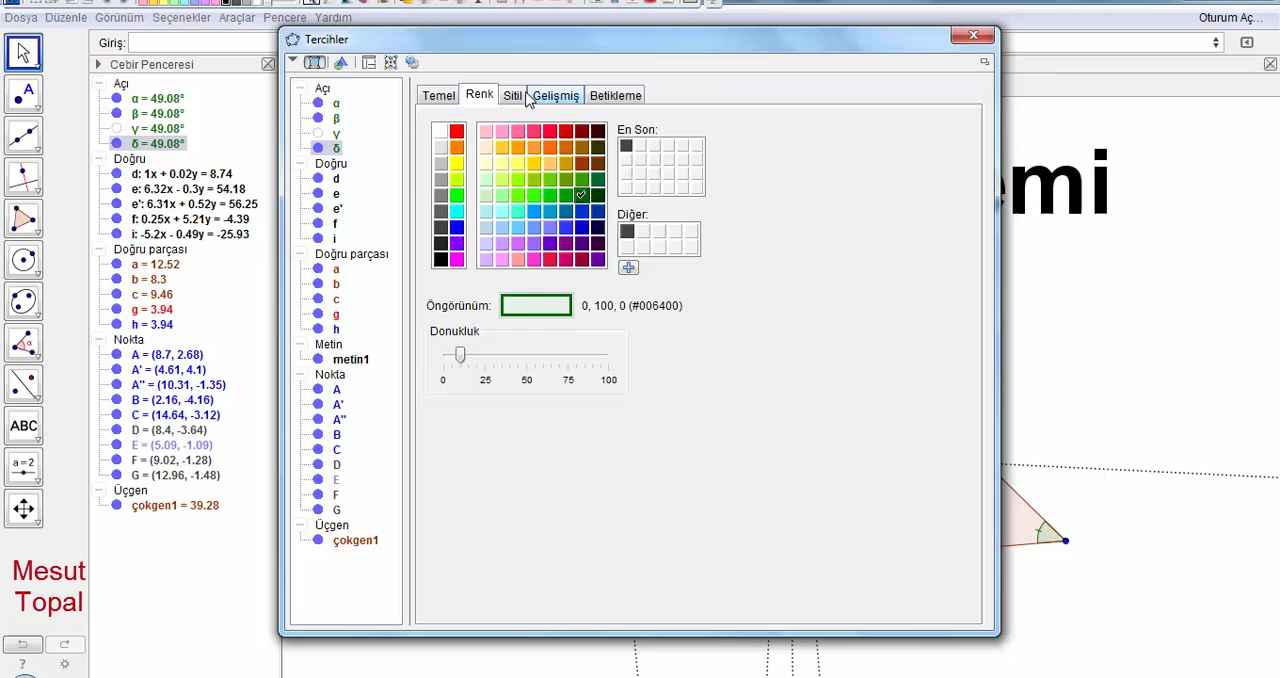 Dosya Düzenle Görünüm Seçenekler Araçlar Pencere Yardım
Oturum Aç...
Giriş:
Cebir Penceresi
Açı
α = 49.08°
β = 49.08°
γ = 49.08°
δ = 49.08°
Doğru
d: 1x + 0.02y = 8.74
e: 6.32x - 0.3y = 54.18
e': 6.31x + 0.52y = 56.25
f: 0.25x + 5.21y = -4.39
i: -5.2x - 0.49y = -25.93
Doğru parçası
a = 12.52
b = 8.3
c = 9.46
g = 3.94
h = 3.94
Nokta
A = (8.7, 2.68)
A' = (4.61, 4.1)
A'' = (10.31, -1.35)
B = (2.16, -4.16)
C = (14.64, -3.12)
D = (8.4, -3.64)
E = (5.09, -1.09)
F = (9.02, -1.28)
G = (12.96, -1.48)
Üçgen
çokgen1 = 39.28
ABC
a=2
Mesut
Topal
?
Tercihler
Açı
α
β
γ
δ
Doğru
d
e
e'
f
i
Doğru parçası
a
b
c
g
h
Metin
metin1
Nokta
A
A'
A''
B
C
D
E
F
G
Üçgen
çokgen1
Temel Renk Sitil Gelişmiş Betikleme
En Son:
Diğer:
Öngörünüm: 0, 100, 0 (#006400)
Donukluk
0 25 50 75 100
emi